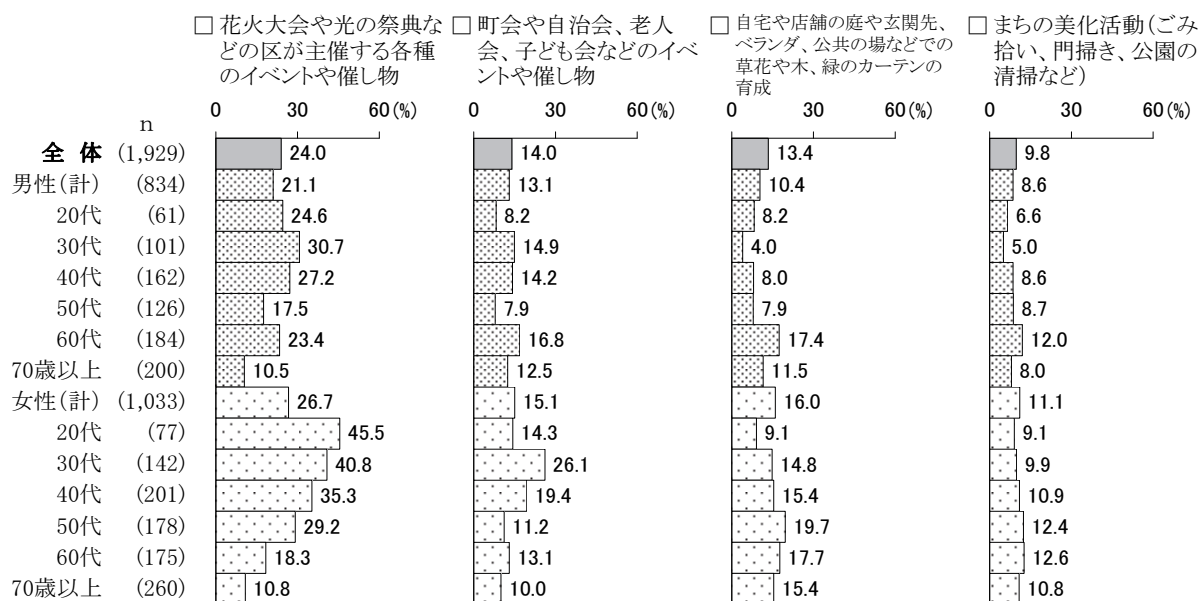 □ 花火大会や光の祭典な
どの区が主催する各種
のイベントや催し物
□ 町会や自治会、老人
会、子ども会などのイベ
ントや催し物
□ 自宅や店舗の庭や玄関先、
ベランダ、公共の場などでの
草花や木、緑のカーテンの
育成
□ まちの美化活動(ごみ
拾い、門掃き、公園の
清掃など)
0 30 60(%) 0 30 60(%) 0 30 60(%) 0 30 60(%)
n
全 体 (1,929) 24.0 14.0 13.4 9.8
男性(計) (834) 21.1 13.1 10.4 8.6
20代 (61) 24.6 8.2 8.2 6.6
30代 (101) 30.7 14.9 4.0 5.0
40代 (162) 27.2 14.2 8.0 8.6
50代 (126) 17.5 7.9 7.9 8.7
60代 (184) 23.4 16.8 17.4 12.0
70歳以上 (200) 10.5 12.5 11.5 8.0
女性(計) (1,033) 26.7 15.1 16.0 11.1
20代 (77) 45.5 14.3 9.1 9.1
30代 (142) 40.8 26.1 14.8 9.9
40代 (201) 35.3 19.4 15.4 10.9
50代 (178) 29.2 11.2 19.7 12.4
60代 (175) 18.3 13.1 17.7 12.6
70歳以上 (260) 10.8 10.0 15.4 10.8